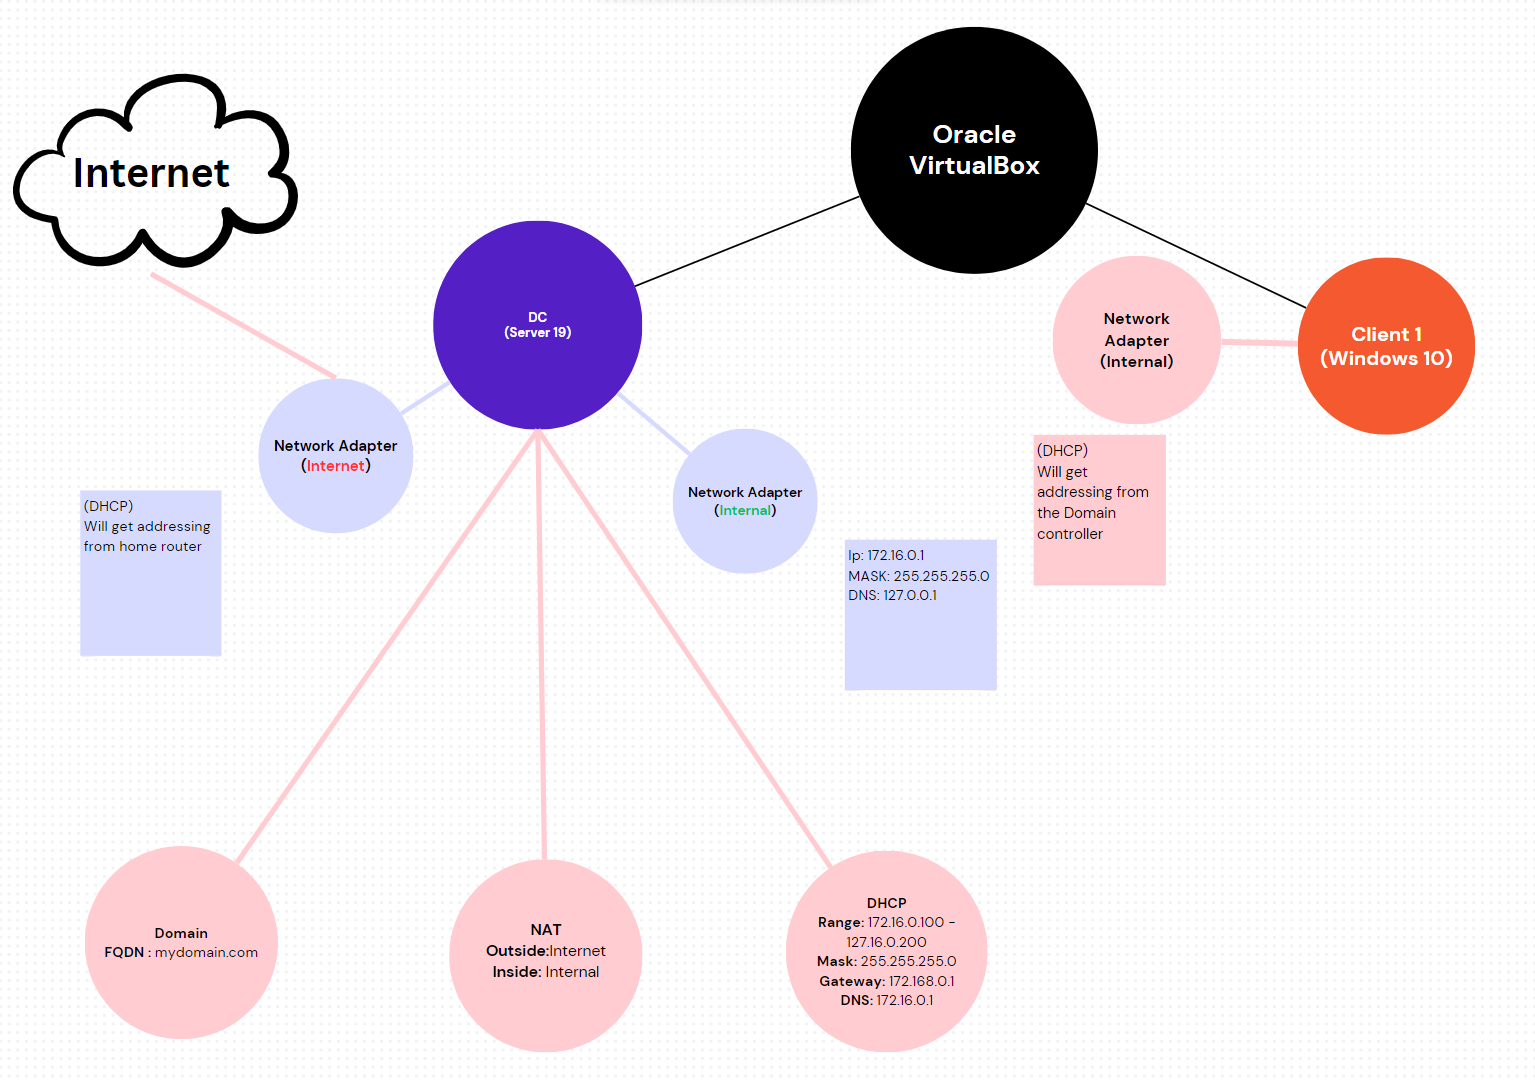 Internet
Oracle
VirtualBox
DC
(Server 19)
Network
Adapter
(Internal)
Client 1
(Windows 10)
Network Adapter
(Internet)
Network Adapter
(Internal)
(DHCP)
Will get
addressing from
the Domain
controller
(DHCP)
Will get addressing
from home router
Ip: 172.16.0.1
MASK: 255.255.255.0
DNS: 127.0.0.1
Domain
FQDN : mydomain.com
NAT
Outside:Internet
Inside: Internal
DHCP
Range: 172.16.0.100 -
127.16.0.200
Mask: 255.255.255.0
Gateway: 172.168.0.1
DNS: 172.16.0.1